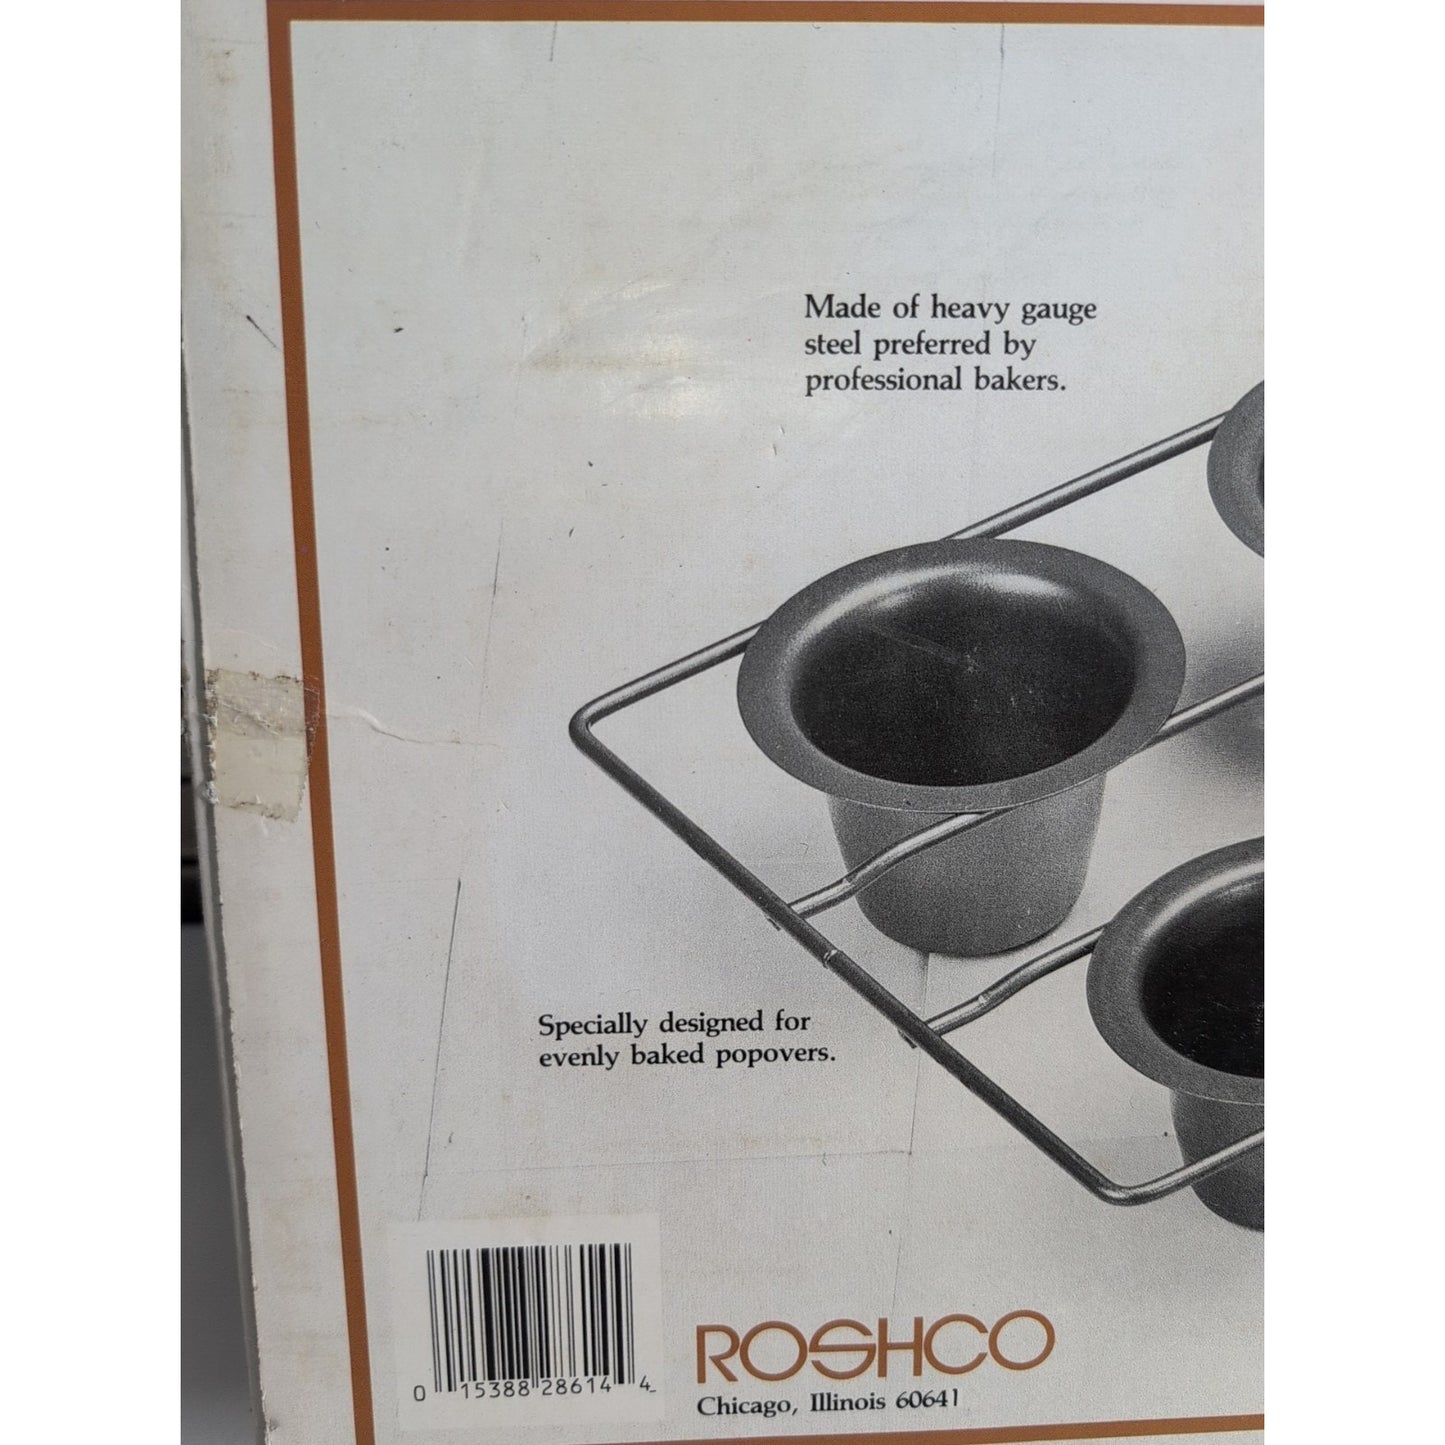 Made of heavy gauge
steel preferred by
professional bakers.
Specially designed for
evenly baked popovers.
0 15388 28614 4
ROSHCO
Chicago, Illinois 60641